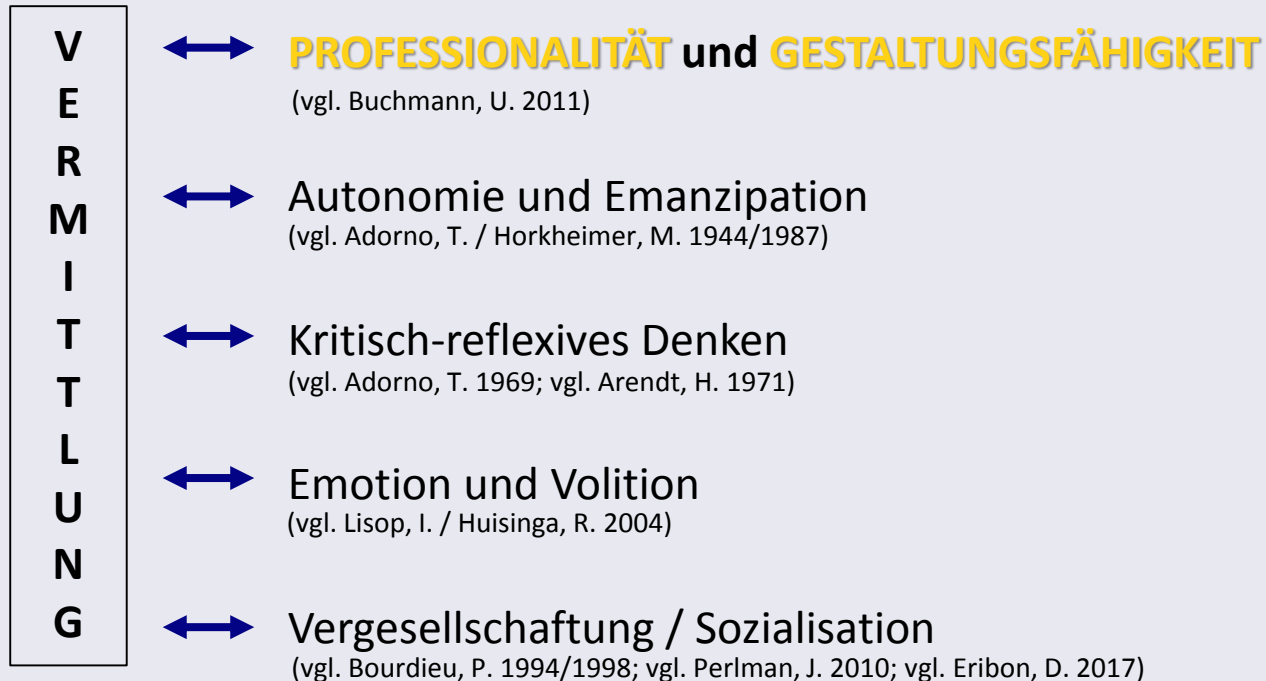 VERMITTLUNG
PROFESSIONALITÄT und GESTALTUNGSFÄHIGKEIT
(vgl. Buchmann, U. 2011)
Autonomie und Emanzipation
(vgl. Adorno, T. / Horkheimer, M. 1944/1987)
Kritisch-reflexives Denken
(vgl. Adorno, T. 1969; vgl. Arendt, H. 1971)
Emotion und Volition
(vgl. Lisop, I. / Huisinga, R. 2004)
Vergesellschaftung / Sozialisation
(vgl. Bourdieu, P. 1994/1998; vgl. Perlman, J. 2010; vgl. Eribon, D. 2017)